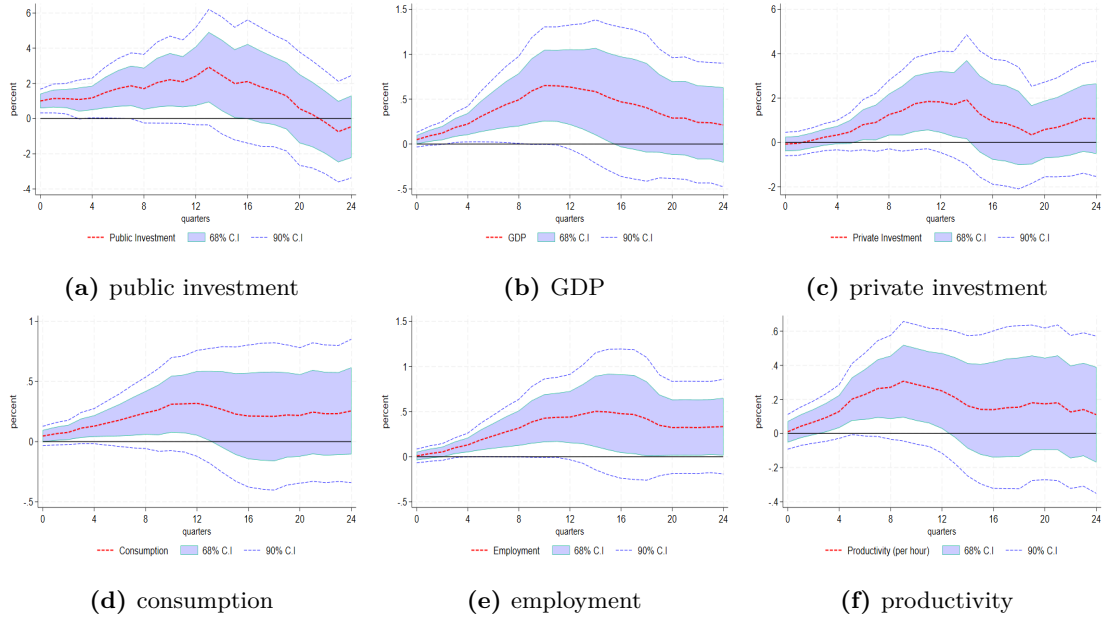 6
4
2
0
-2
-4
percent
0 4 8 12 16 20 24
quarters
Public Investment 68% C.I 90% C.I
(a) public investment
1.5
1
.5
0
-.5
percent
0 4 8 12 16 20 24
quarters
GDP 68% C.I 90% C.I
(b) GDP
6
4
2
0
-2
percent
0 4 8 12 16 20 24
quarters
Private Investment 68% C.I 90% C.I
(c) private investment
1
.5
0
-.5
percent
0 4 8 12 16 20 24
quarters
Consumption 68% C.I 90% C.I
(d) consumption
1.5
1
.5
0
-.5
percent
0 4 8 12 16 20 24
quarters
Employment 68% C.I 90% C.I
(e) employment
.6
.4
.2
0
-.2
-.4
percent
0 4 8 12 16 20 24
quarters
Productivity (per hour) 68% C.I 90% C.I
(f) productivity